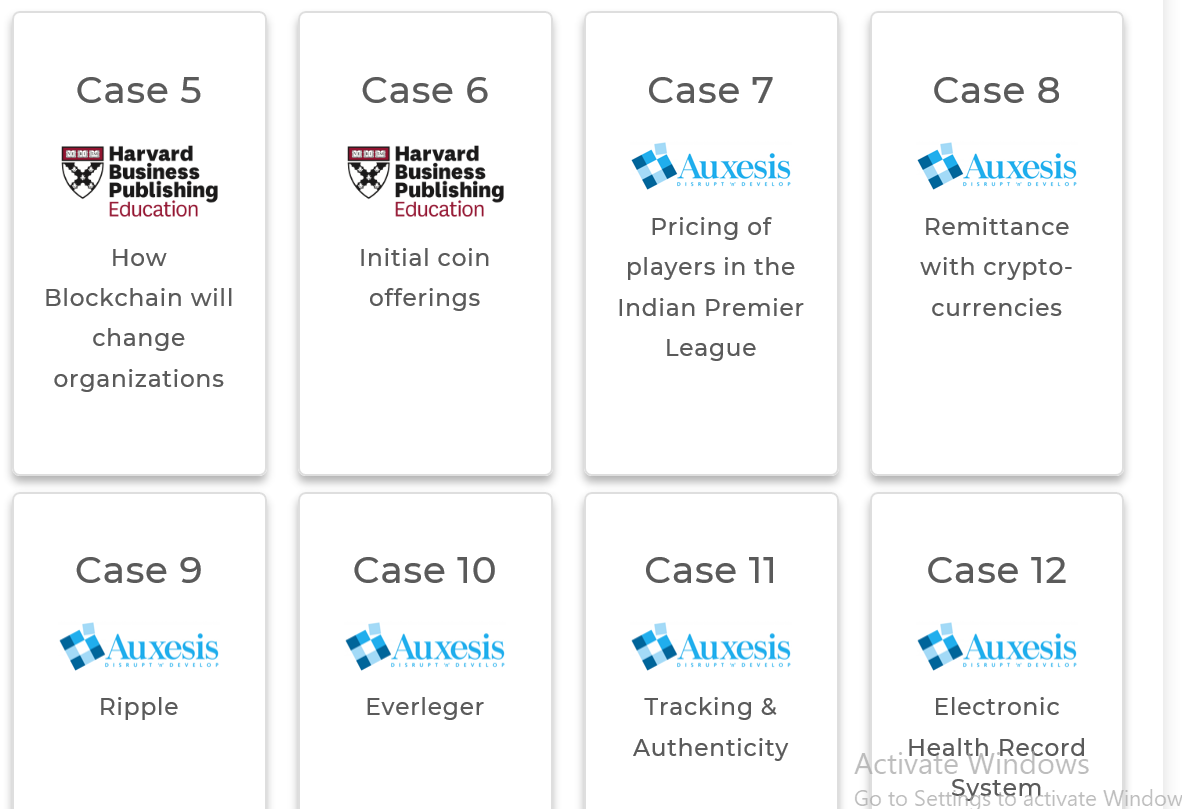 Case 5
Harvard
Business
Publishing
Education
How
Blockchain will
change
organizations
Case 6
Harvard
Business
Publishing
Education
Initial coin
offerings
Case 7
Auxesis
DISRUPT N' DEVELOP
Pricing of
players in the
Indian Premier
League
Case 8
Auxesis
DISRUPT N' DEVELOP
Remittance
with crypto-
currencies
Case 9
Auxesis
DISRUPT N' DEVELOP
Ripple
Case 10
Auxesis
DISRUPT N' DEVELOP
Everleger
Case 11
Auxesis
DISRUPT N' DEVELOP
Tracking &
Authenticity
Case 12
Auxesis
DISRUPT N' DEVELOP
Electronic
Health Record
System
Activate Windows
Go to Settings to activate Window